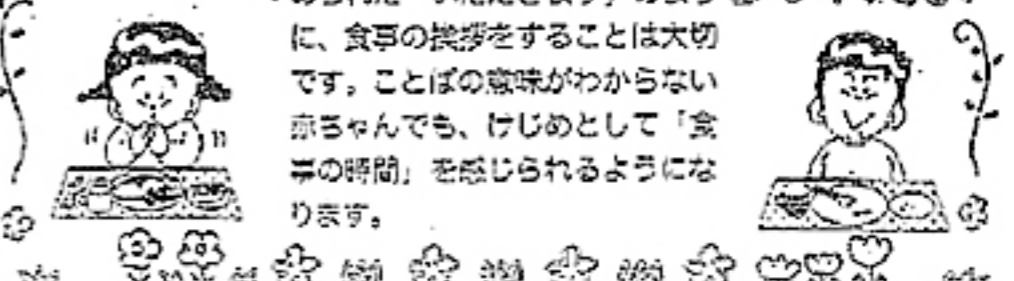 に、食事の挨拶をすることは大切
です。ことばの意味がわからない
赤ちゃんでも、けじめとして「食
事の時間」を感じられるようにな
ります。